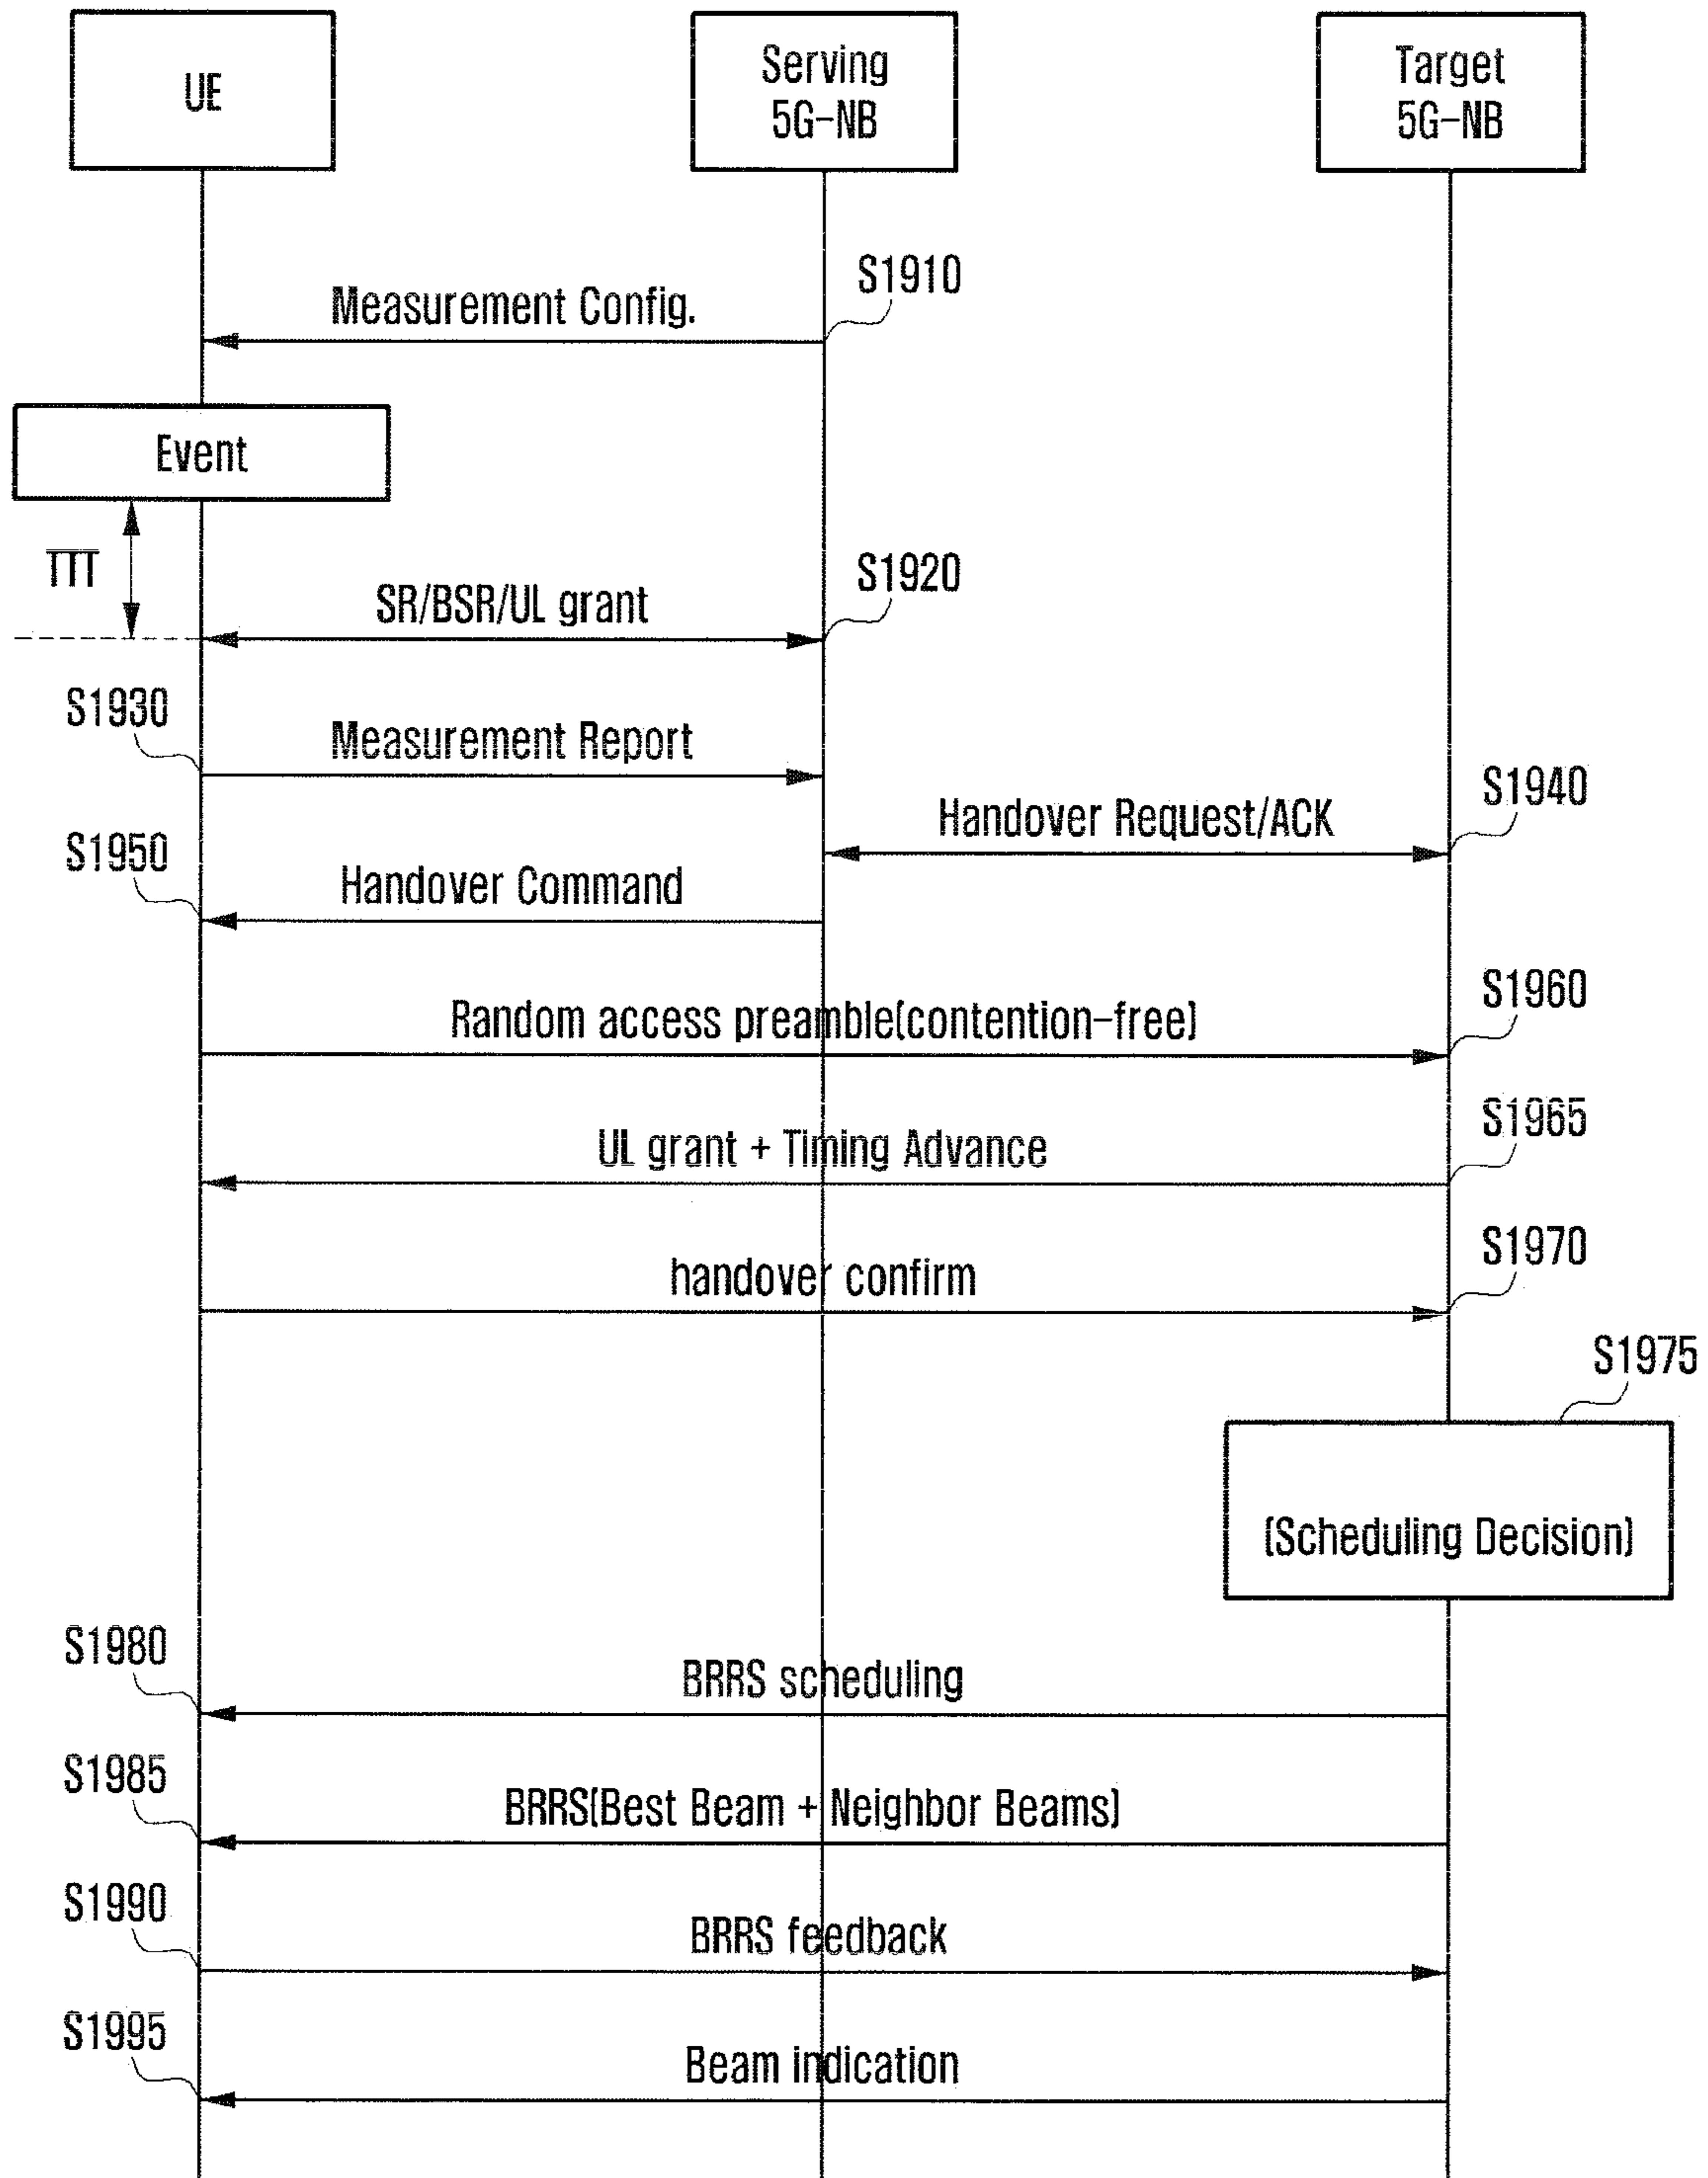 UE
Serving
5G-NB
Target
5G-NB
S1910
Measurement Config.
Event
TTT
S1920
SR/BSR/UL grant
S1930
Measurement Report
S1940
Handover Request/ACK
S1950
Handover Command
S1960
Random access preamble(contention-free)
S1965
UL grant + Timing Advance
S1970
handover confirm
S1975
(Scheduling Decision)
S1980
BRRS scheduling
S1985
BRRS(Best Beam + Neighbor Beams)
S1990
BRRS feedback
S1995
Beam indication